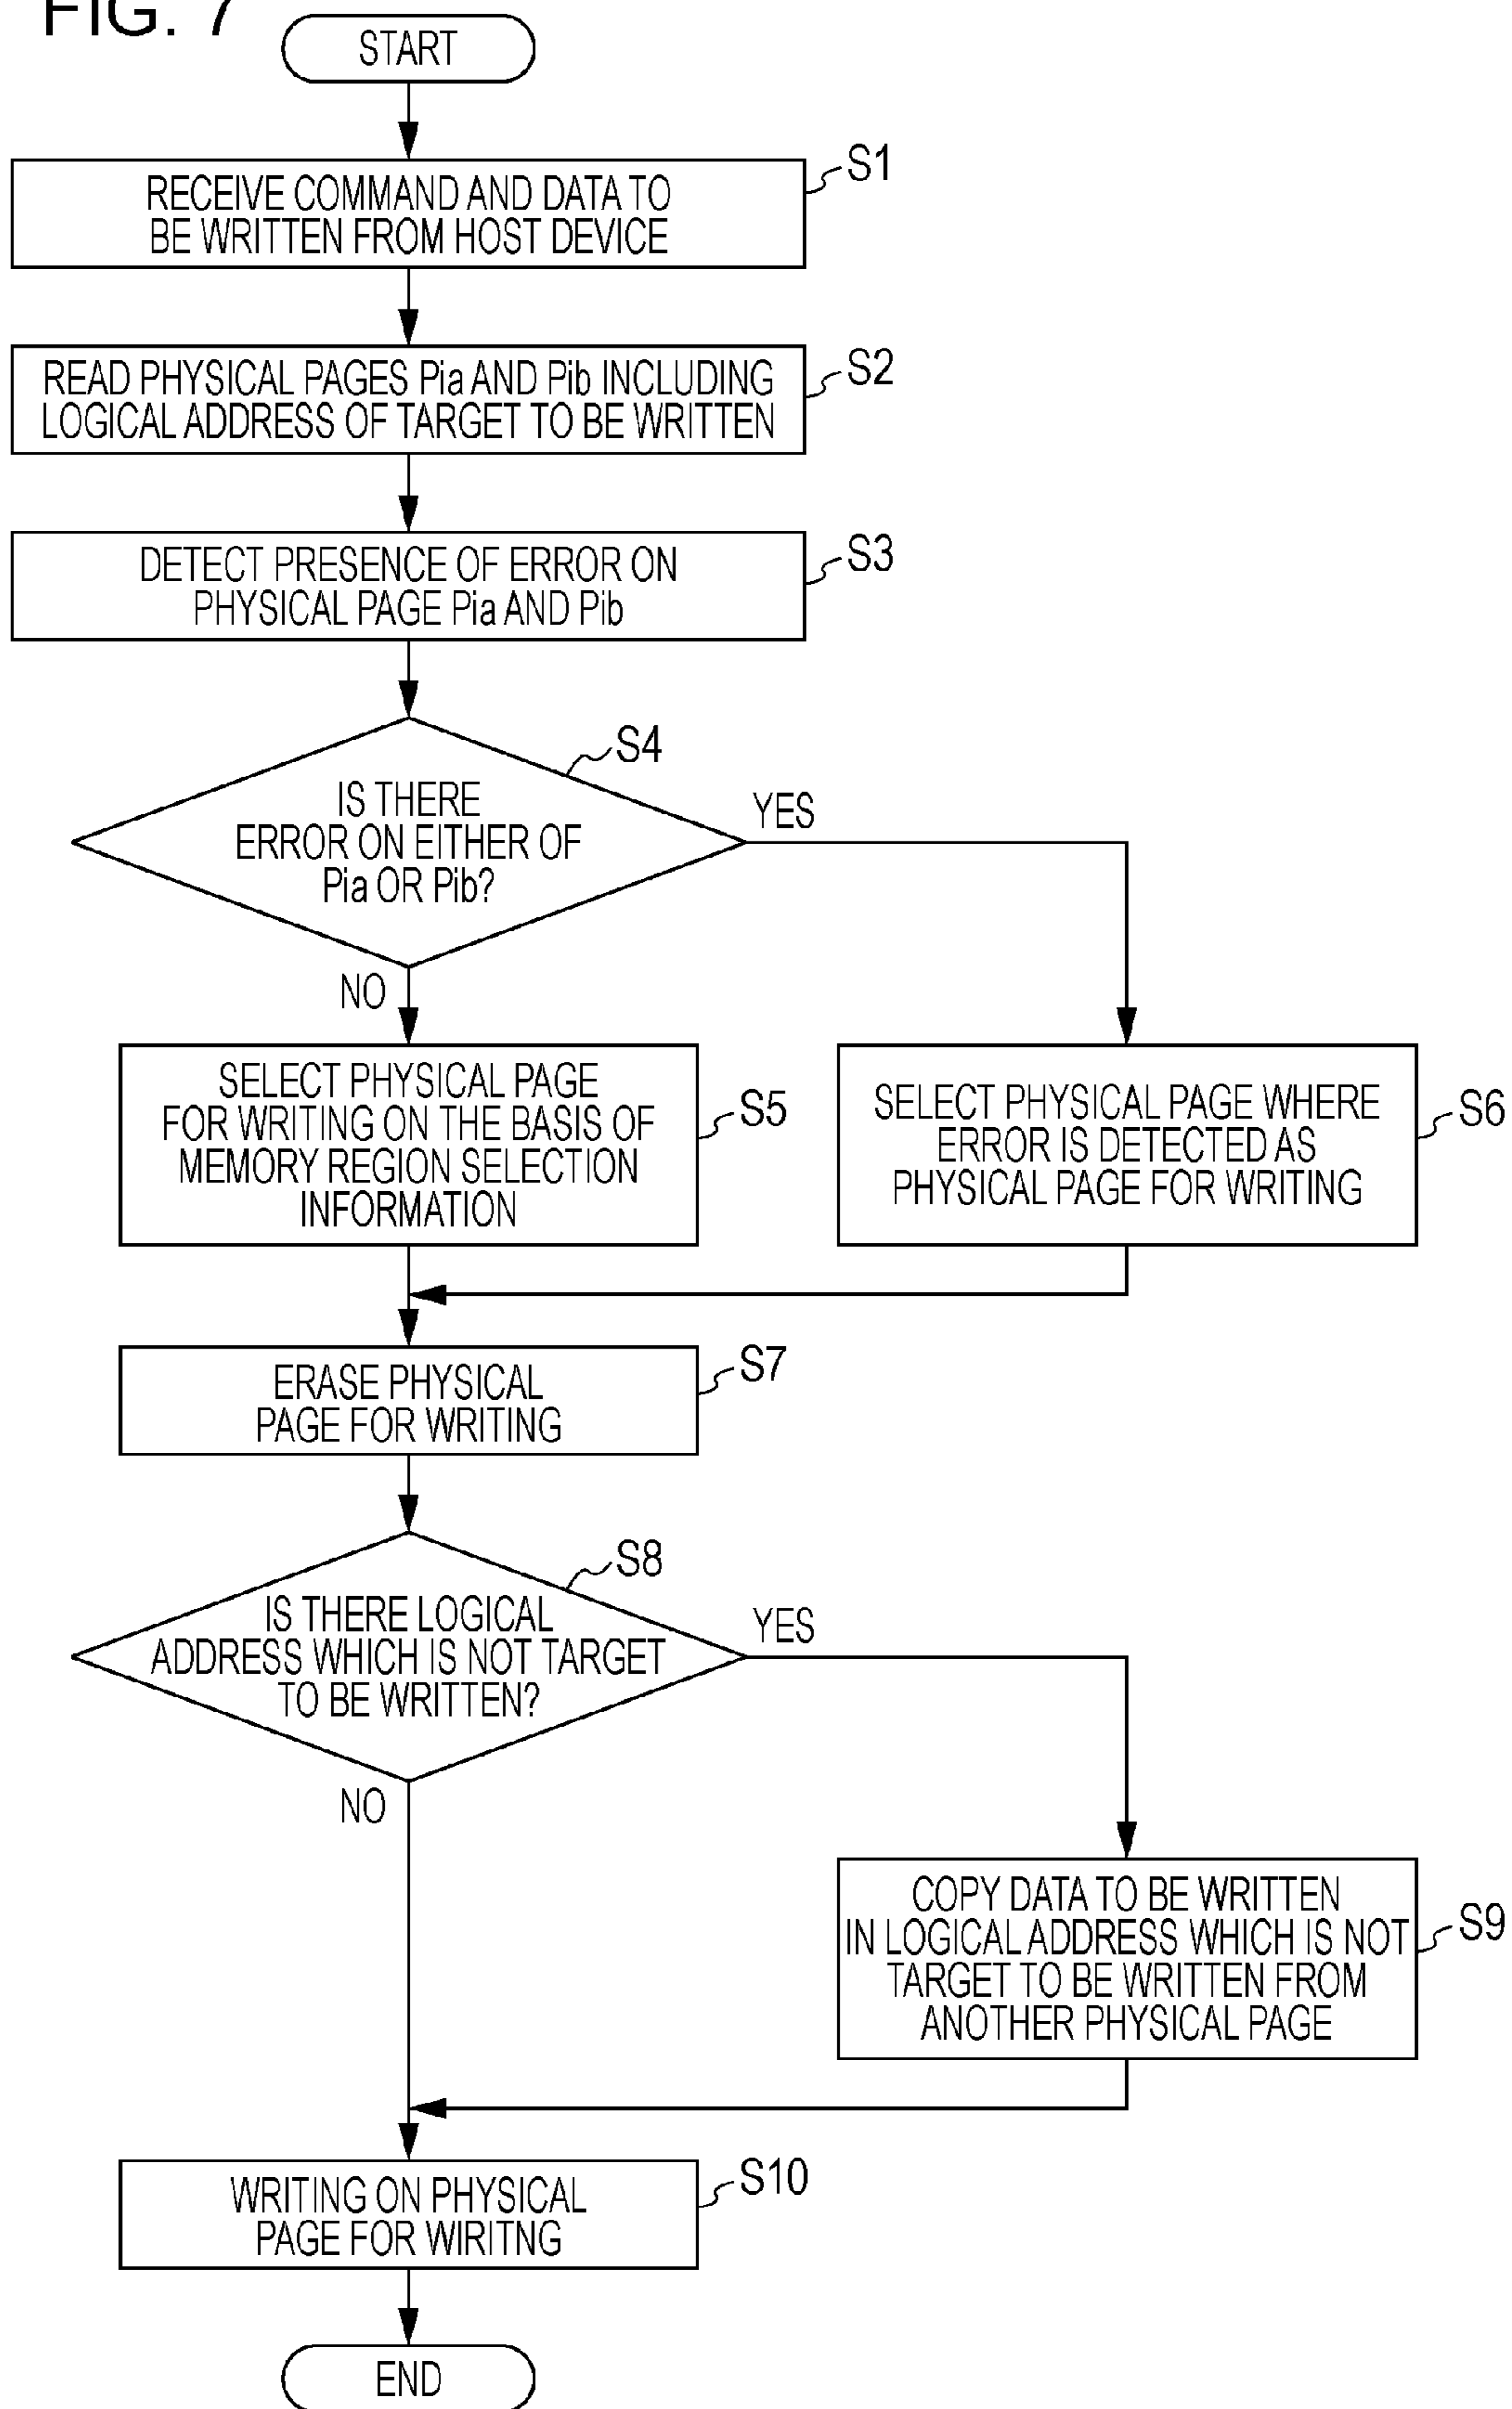 FIG. 7
START
S1
RECEIVE COMMAND AND DATA TO
BE WRITTEN FROM HOST DEVICE
S2
READ PHYSICAL PAGES Pia AND Pib INCLUDING
LOGICAL ADDRESS OF TARGET TO BE WRITTEN
S3
DETECT PRESENCE OF ERROR ON
PHYSICAL PAGE Pia AND Pib
S4
IS THERE
ERROR ON EITHER OF
Pia OR Pib?
YES
NO
SELECT PHYSICAL PAGE
FOR WRITING ON THE BASIS OF
MEMORY REGION SELECTION
INFORMATION
S5
SELECT PHYSICAL PAGE WHERE
ERROR IS DETECTED AS
PHYSICAL PAGE FOR WRITING
S6
ERASE PHYSICAL
PAGE FOR WRITING
S7
S8
IS THERE LOGICAL
ADDRESS WHICH IS NOT TARGET
TO BE WRITTEN?
YES
NO
COPY DATA TO BE WRITTEN
IN LOGICAL ADDRESS WHICH IS NOT
TARGET TO BE WRITTEN FROM
ANOTHER PHYSICAL PAGE
S9
WRITING ON PHYSICAL
PAGE FOR WIRITNG
S10
END